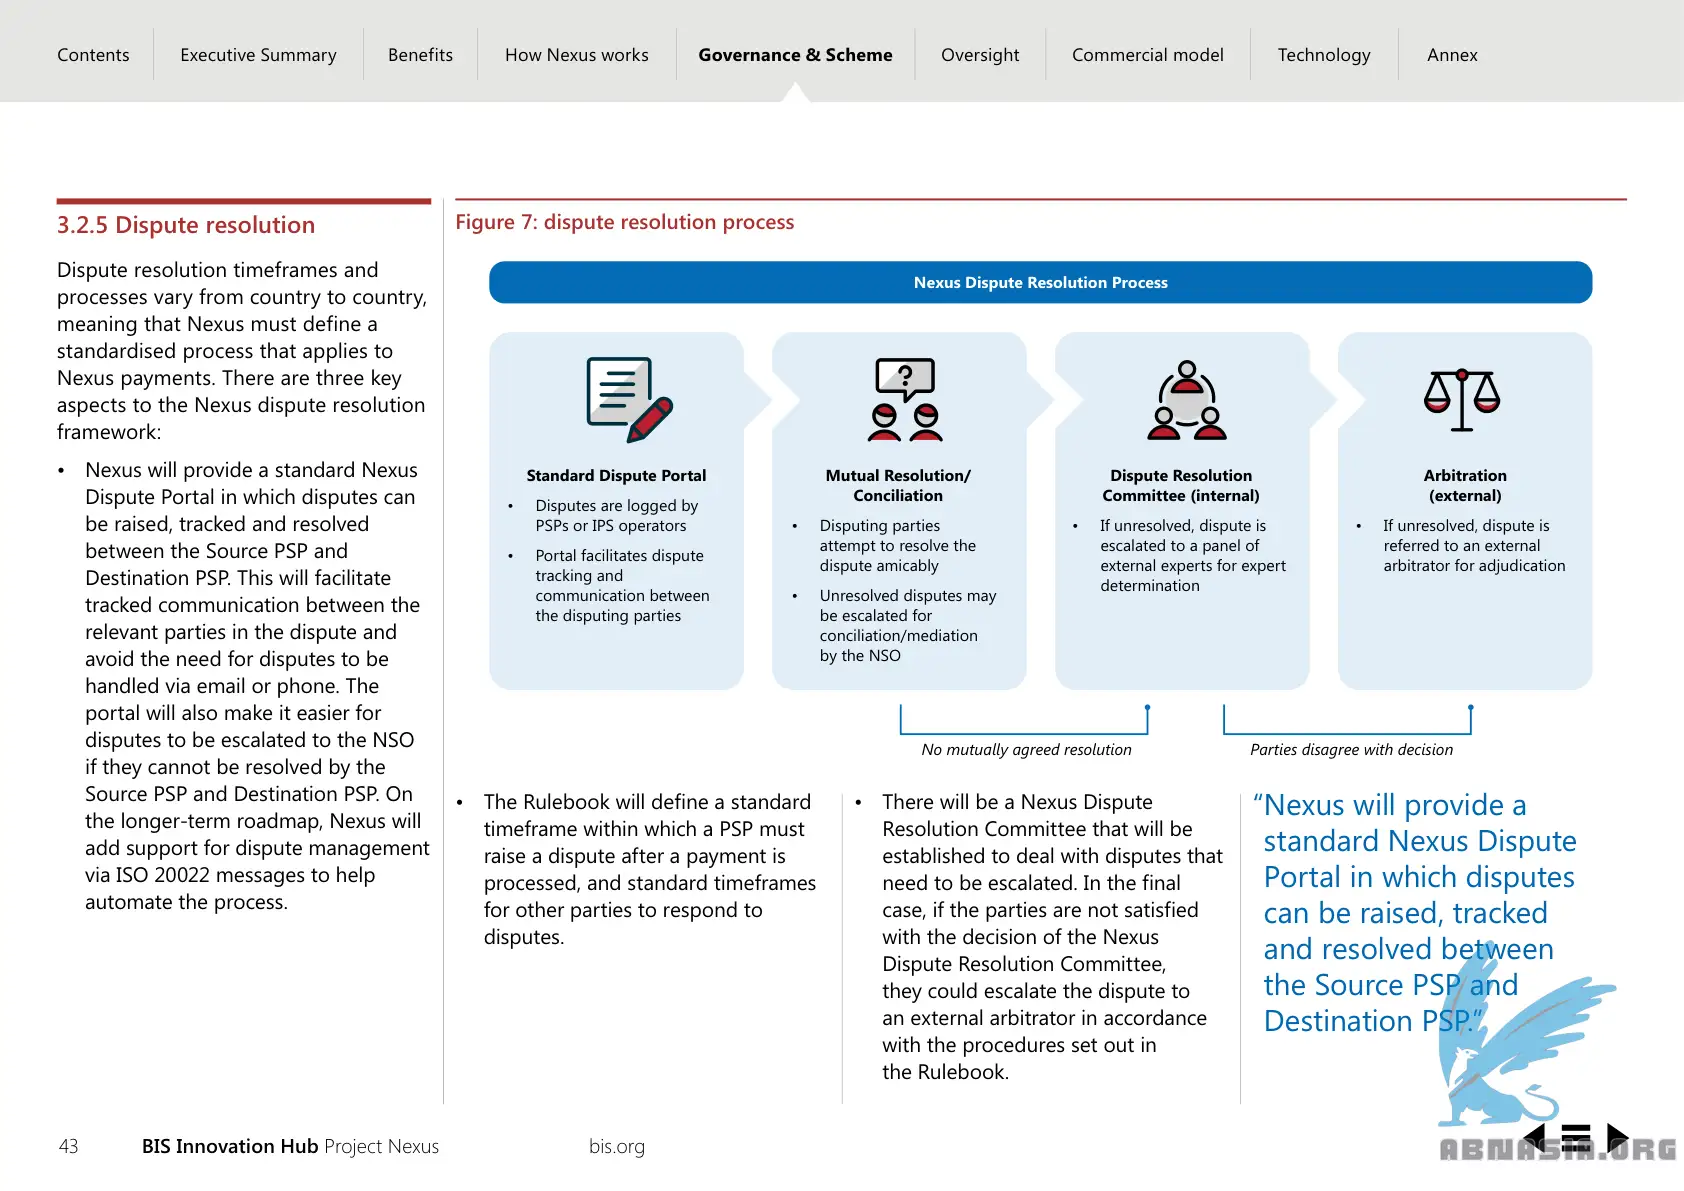 Contents
Executive Summary
Benefits
How Nexus works
Governance & Scheme
Oversight
Commercial model
Technology
Annex
3.2.5 Dispute resolution
Dispute resolution timeframes and
processes vary from country to country,
meaning that Nexus must define a
standardised process that applies to
Nexus payments. There are three key
aspects to the Nexus dispute resolution
framework:
• Nexus will provide a standard Nexus
Dispute Portal in which disputes can
be raised, tracked and resolved
between the Source PSP and
Destination PSP. This will facilitate
tracked communication between the
relevant parties in the dispute and
avoid the need for disputes to be
handled via email or phone. The
portal will also make it easier for
disputes to be escalated to the NSO
if they cannot be resolved by the
Source PSP and Destination PSP. On
the longer-term roadmap, Nexus will
add support for dispute management
via ISO 20022 messages to help
automate the process.
Figure 7: dispute resolution process
Nexus Dispute Resolution Process
?
Standard Dispute Portal
• Disputes are logged by
PSPs or IPS operators
• Portal facilitates dispute
tracking and
communication between
the disputing parties
Mutual Resolution/
Conciliation
• Disputing parties
attempt to resolve the
dispute amicably
• Unresolved disputes may
be escalated for
conciliation/mediation
by the NSO
Dispute Resolution
Committee (internal)
• If unresolved, dispute is
escalated to a panel of
external experts for expert
determination
Arbitration
(external)
• If unresolved, dispute is
referred to an external
arbitrator for adjudication
No mutually agreed resolution
Parties disagree with decision
• The Rulebook will define a standard
timeframe within which a PSP must
raise a dispute after a payment is
processed, and standard timeframes
for other parties to respond to
disputes.
• There will be a Nexus Dispute
Resolution Committee that will be
established to deal with disputes that
need to be escalated. In the final
case, if the parties are not satisfied
with the decision of the Nexus
Dispute Resolution Committee,
they could escalate the dispute to
an external arbitrator in accordance
with the procedures set out in
the Rulebook.
“Nexus will provide a
standard Nexus Dispute
Portal in which disputes
can be raised, tracked
and resolved between
the Source PSP and
Destination PSP.”
43
BIS Innovation Hub Project Nexus
bis.org
ABNASIA.ORG